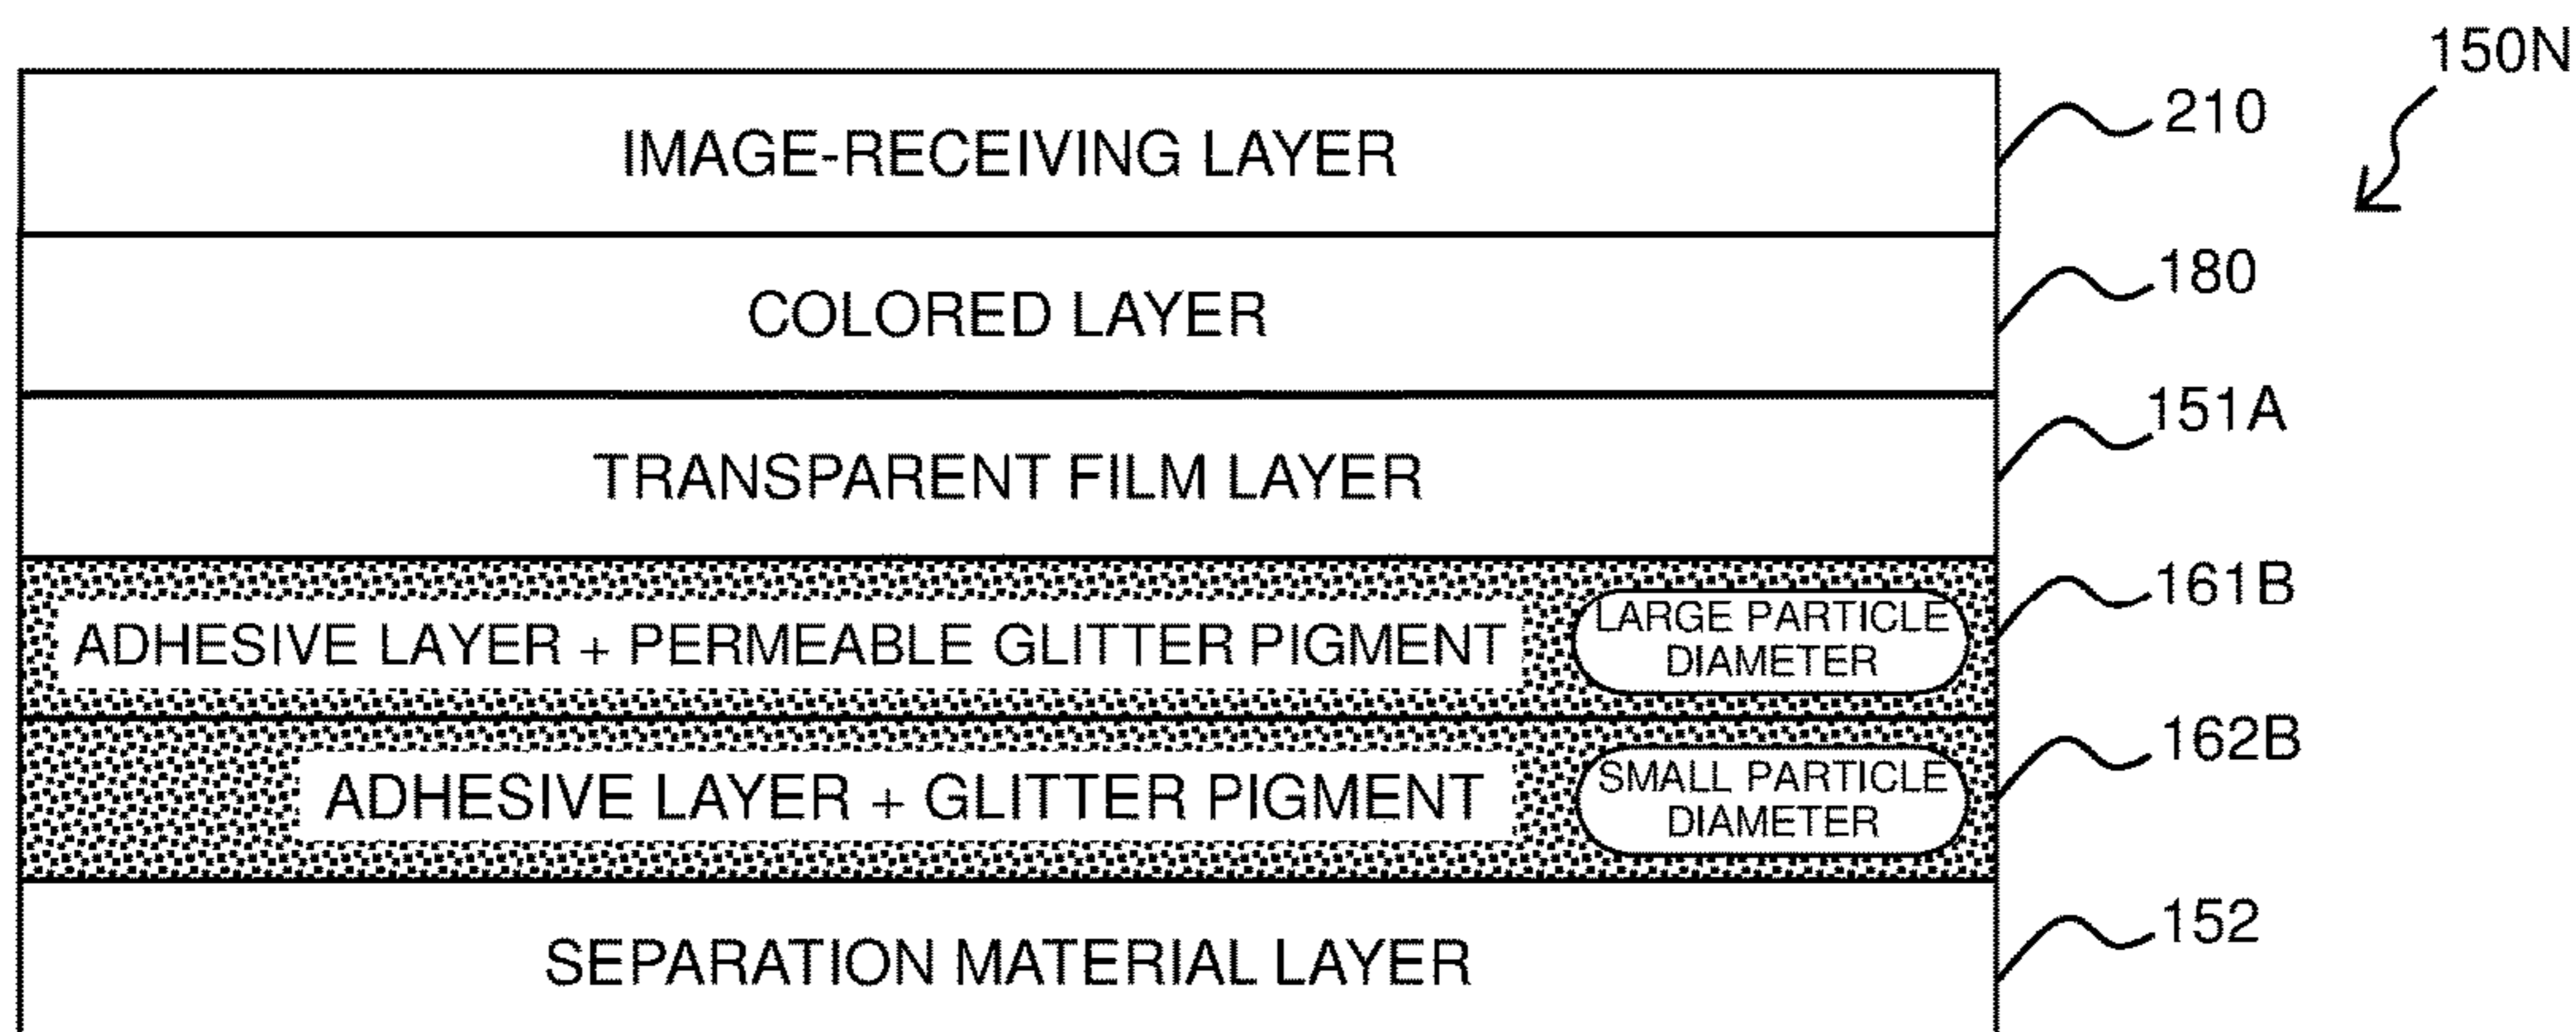 150N
IMAGE-RECEIVING LAYER 210
COLORED LAYER 180
TRANSPARENT FILM LAYER 151A
ADHESIVE LAYER + PERMEABLE GLITTER PIGMENT LARGE PARTICLE DIAMETER 161B
ADHESIVE LAYER + GLITTER PIGMENT SMALL PARTICLE DIAMETER 162B
SEPARATION MATERIAL LAYER 152